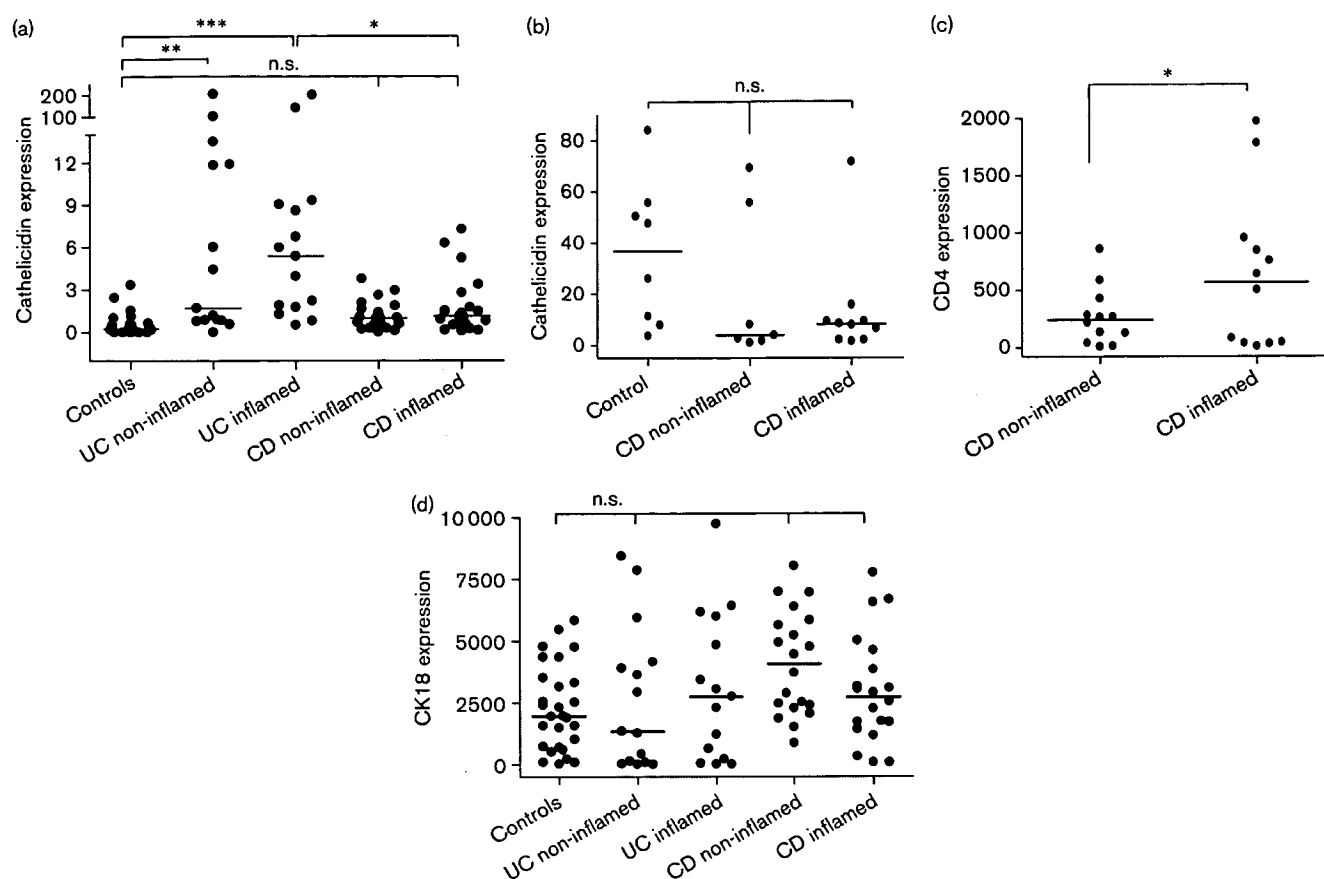 (a)
***
*
**
n.s.
200
100
12
9
6
3
0
Cathelicidin expression
Controls
UC non-inflamed
UC inflamed
CD non-inflamed
CD inflamed
(b)
n.s.
80
60
40
20
0
Cathelicidin expression
Control
CD non-inflamed
CD inflamed
(c)
*
2000
1500
1000
500
0
CD4 expression
CD non-inflamed
CD inflamed
(d)
n.s.
10 000
7500
5000
2500
0
CK18 expression
Controls
UC non-inflamed
UC inflamed
CD non-inflamed
CD inflamed